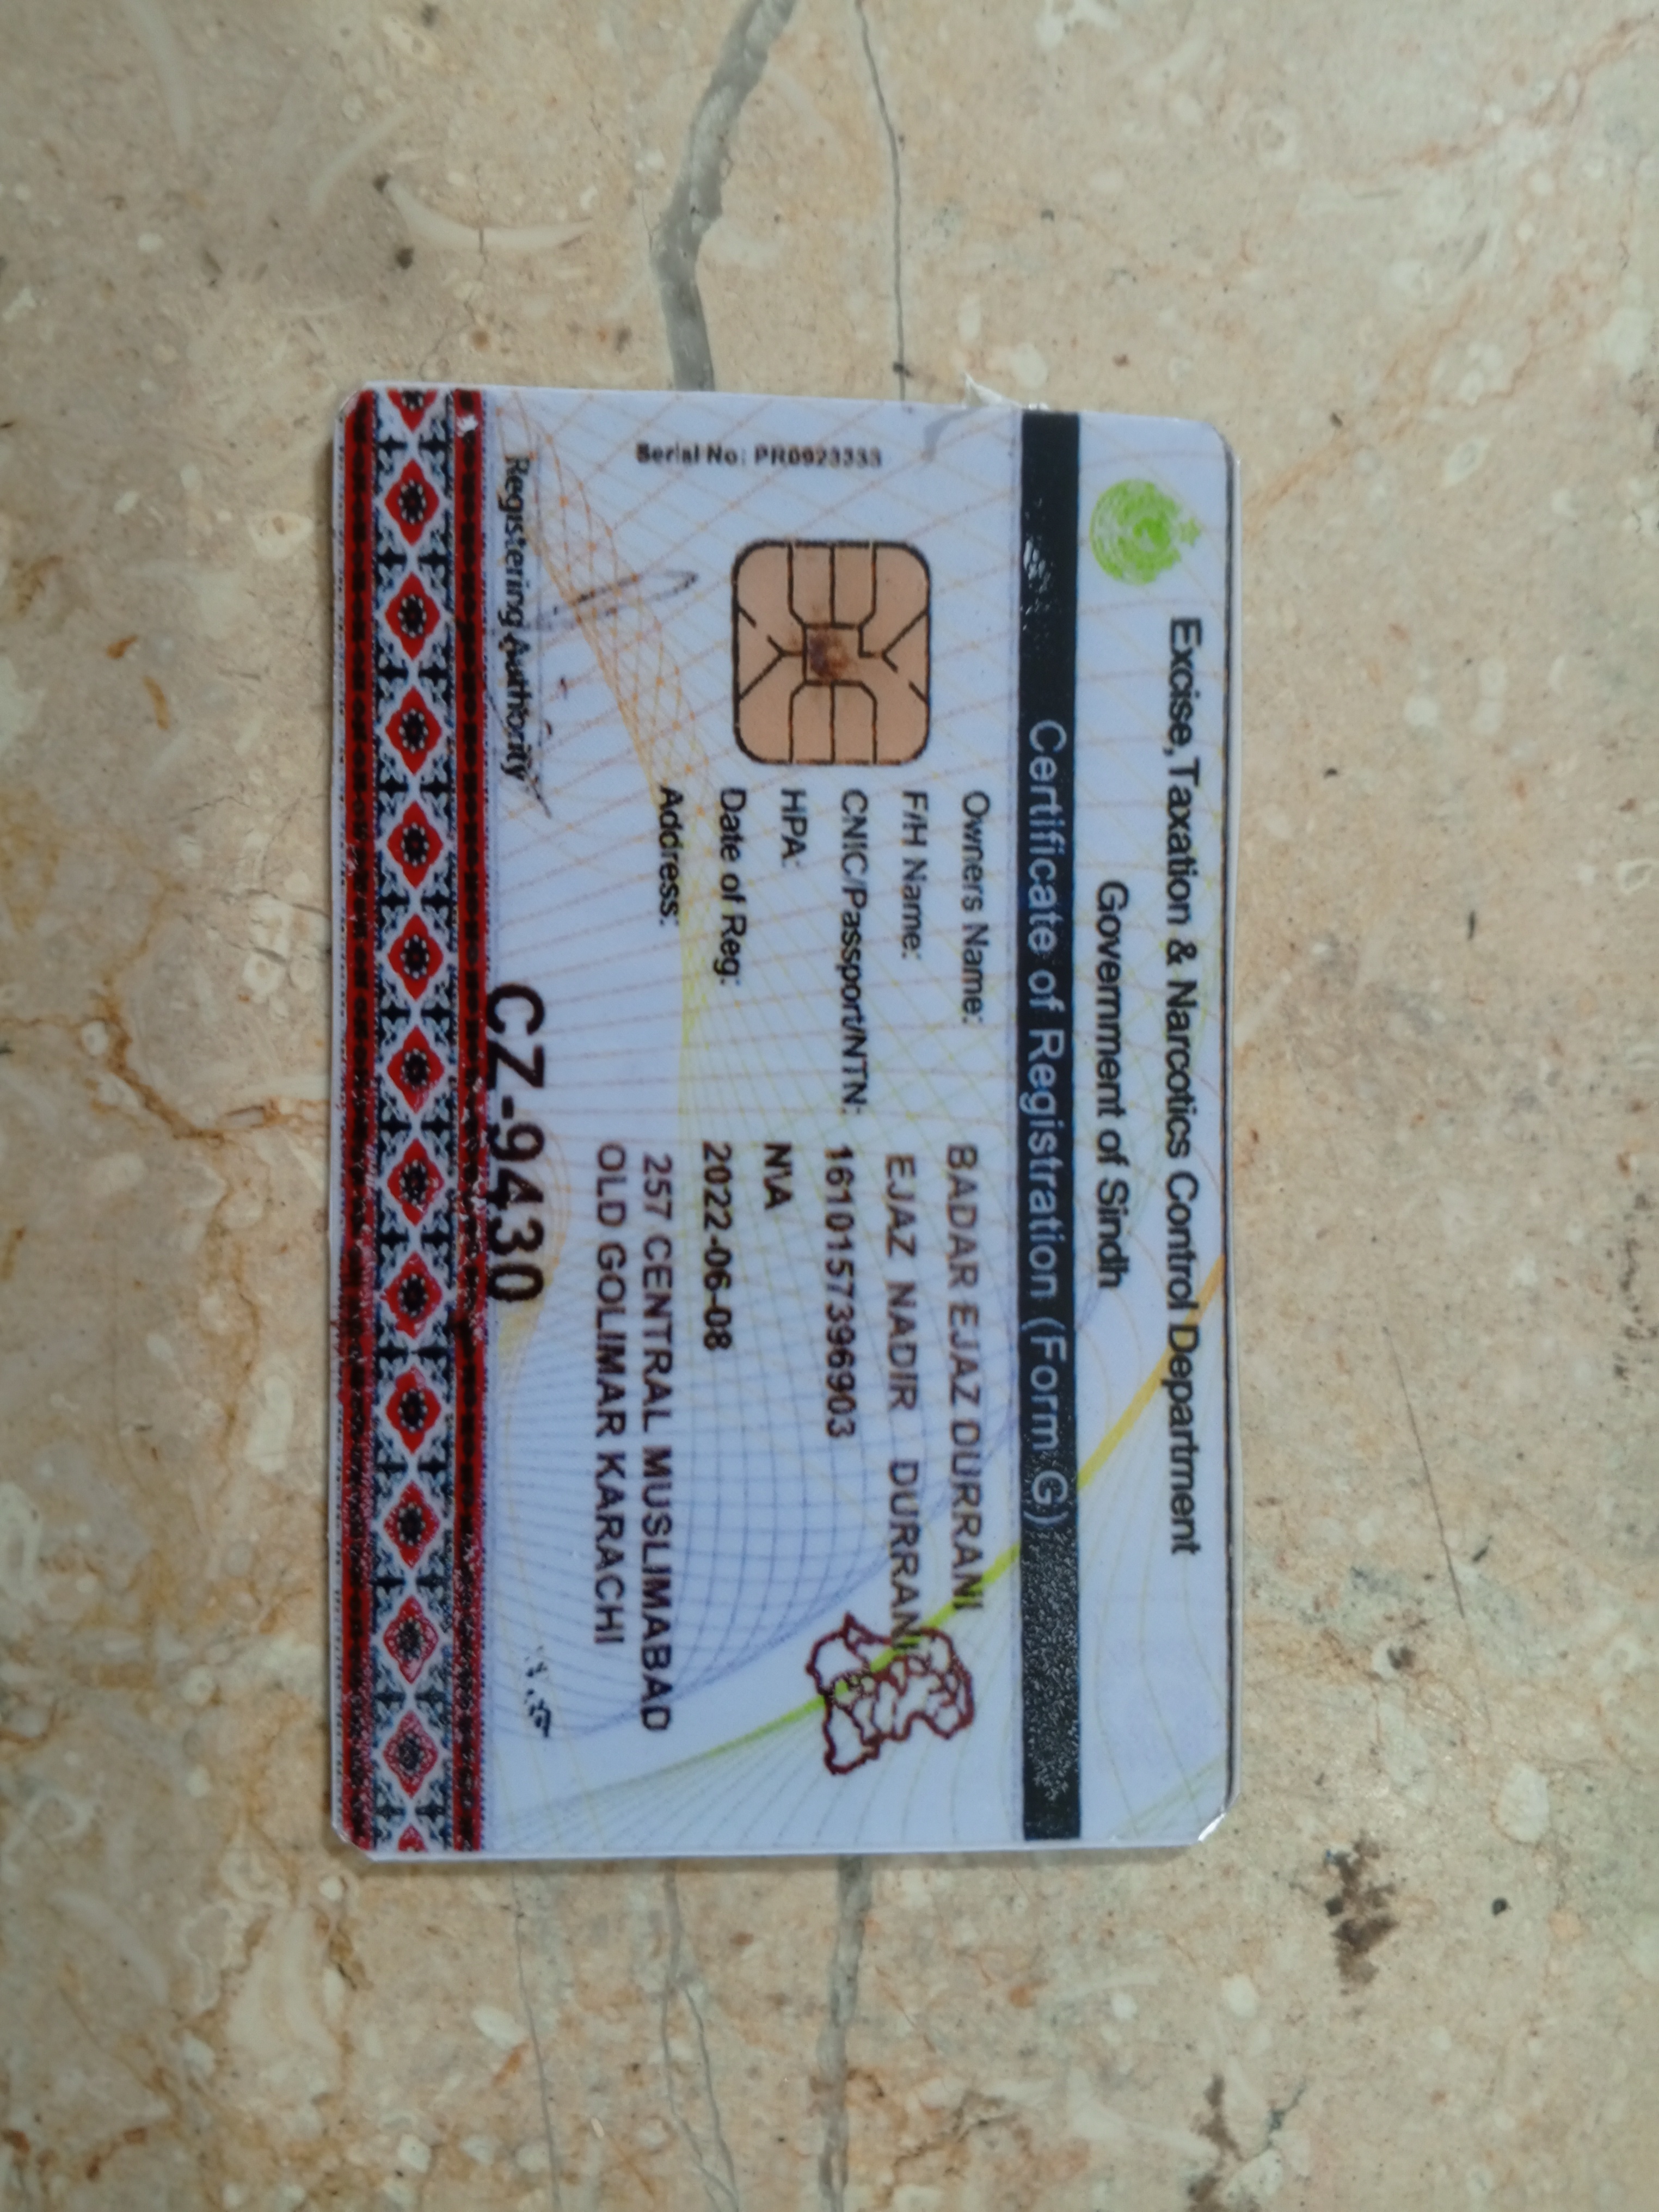 Excise,Taxation & Narcotics Control Department
Government of Sindh
Certificate of Registration (Form G)
Serial No: PR0923333
Owners Name: BADAR EJAZ DURRANI
F/H Name: EJAZ NADIR DURRANI
CNIC/Passport/NTN: 1610157396903
HPA: N\A
Date of Reg: 2022-06-08
Address: 257 CENTRAL MUSLIMABAD
OLD GOLIMAR KARACHI
Registering Authority
CZ-9430